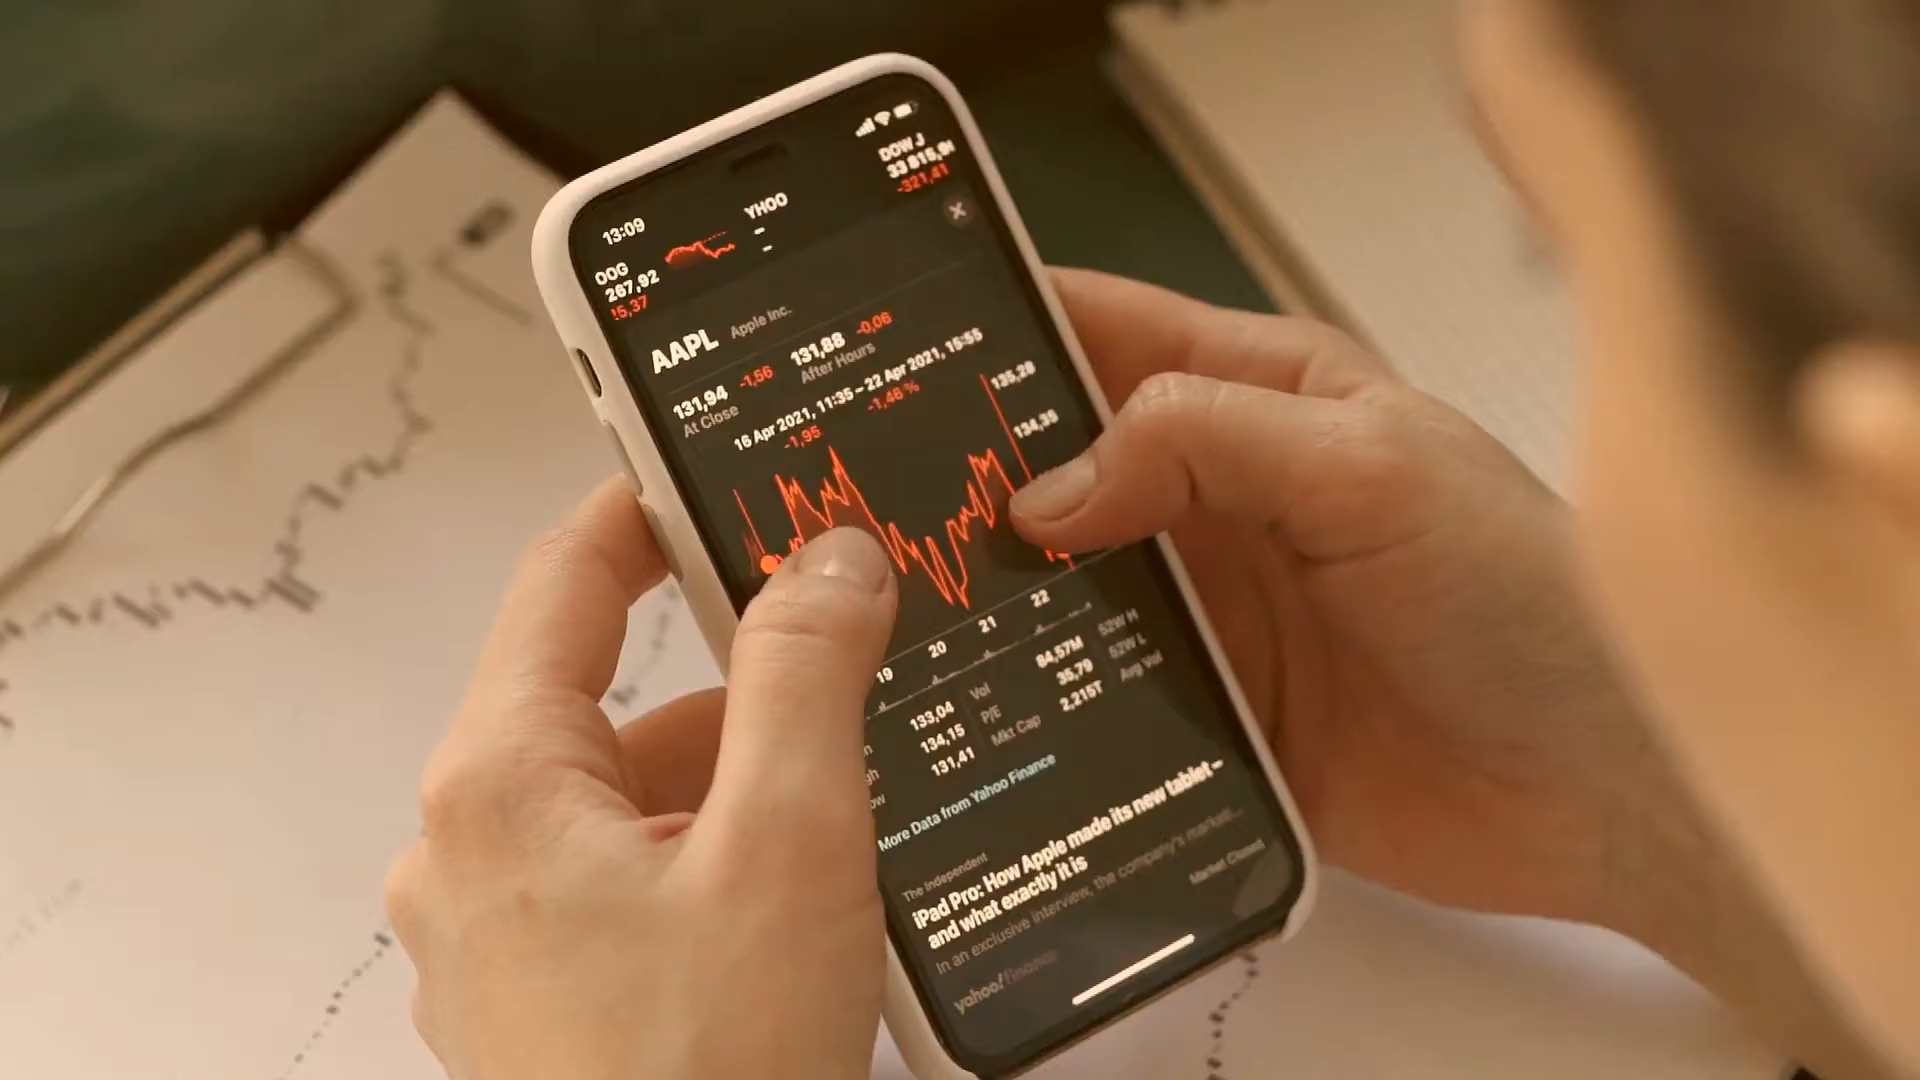 13:09
YHOO
-
-
DOW J
33 815,9
-321,41
OOG
267,92
15,37
AAPL Apple Inc.
131,94 -1,56
At Close
131,88 -0,06
After Hours
16 Apr 2021, 11:35 – 22 Apr 2021, 15:55
-1,95 -1,46 %
135,28
134,35
19 20 21 22
133,04
134,15
131,41
Vol 84,57M
P/E 35,79
Mkt Cap 2,215T
52W H
52W L
Avg Vol
More Data from Yahoo Finance
The Independent
iPad Pro: How Apple made its new tablet –
and what exactly it is
In an exclusive interview, the company's market...
yahoo!finance
Market Closed